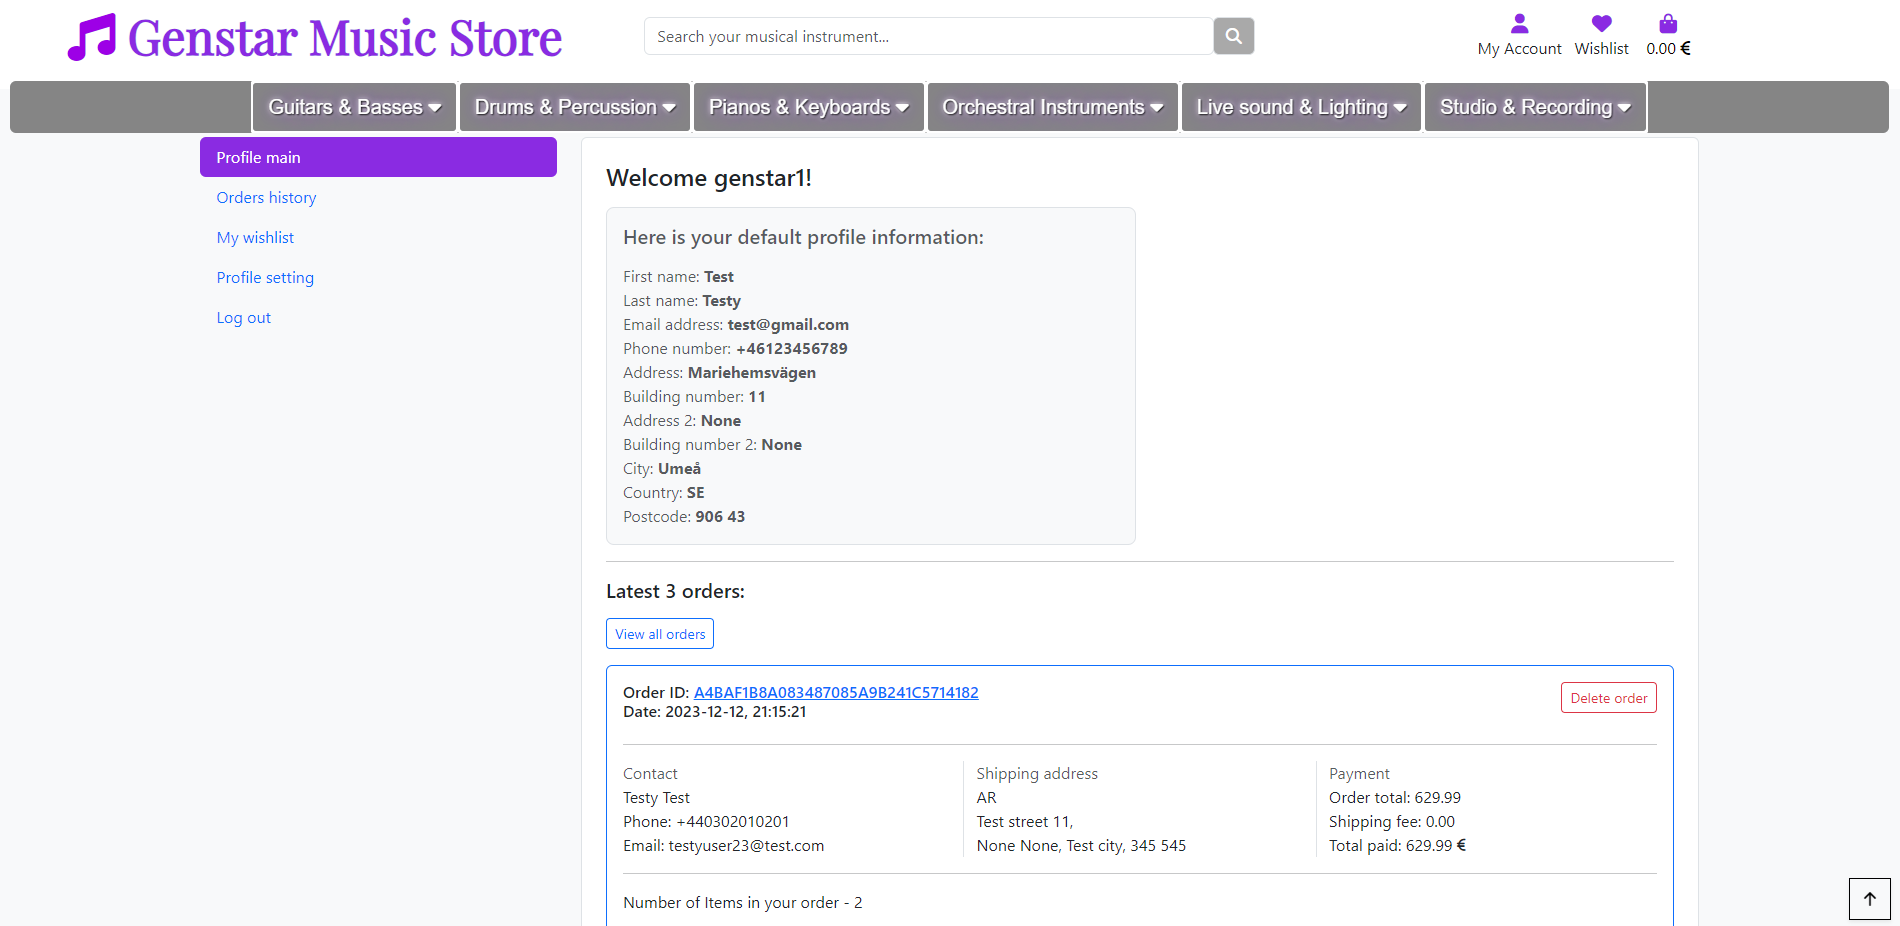 Genstar Music Store
Search your musical instrument...
My Account
Wishlist
0.00 €
Guitars & Basses
Drums & Percussion
Pianos & Keyboards
Orchestral Instruments
Live sound & Lighting
Studio & Recording
Profile main
Orders history
My wishlist
Profile setting
Log out
Welcome genstar1!
Here is your default profile information:
First name: Test
Last name: Testy
Email address: test@gmail.com
Phone number: +46123456789
Address: Mariehemsvägen
Building number: 11
Address 2: None
Building number 2: None
City: Umeå
Country: SE
Postcode: 906 43
Latest 3 orders:
View all orders
Order ID: A4BAF1B8A083487085A9B241C5714182
Date: 2023-12-12, 21:15:21
Delete order
Contact
Testy Test
Phone: +440302010201
Email: testyuser23@test.com
Shipping address
AR
Test street 11,
None None, Test city, 345 545
Payment
Order total: 629.99
Shipping fee: 0.00
Total paid: 629.99 €
Number of Items in your order - 2